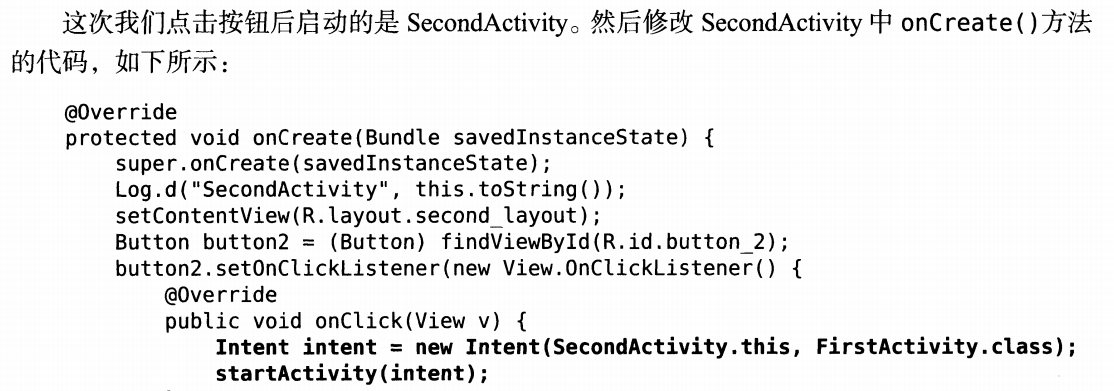 这次我们点击按钮后启动的是 SecondActivity。然后修改 SecondActivity 中 onCreate()方法
的代码，如下所示：
@Override
protected void onCreate(Bundle savedInstanceState) {
    super.onCreate(savedInstanceState);
    Log.d("SecondActivity", this.toString());
    setContentView(R.layout.second_layout);
    Button button2 = (Button) findViewById(R.id.button_2);
    button2.setOnClickListener(new View.OnClickListener() {
        @Override
        public void onClick(View v) {
            Intent intent = new Intent(SecondActivity.this, FirstActivity.class);
            startActivity(intent);